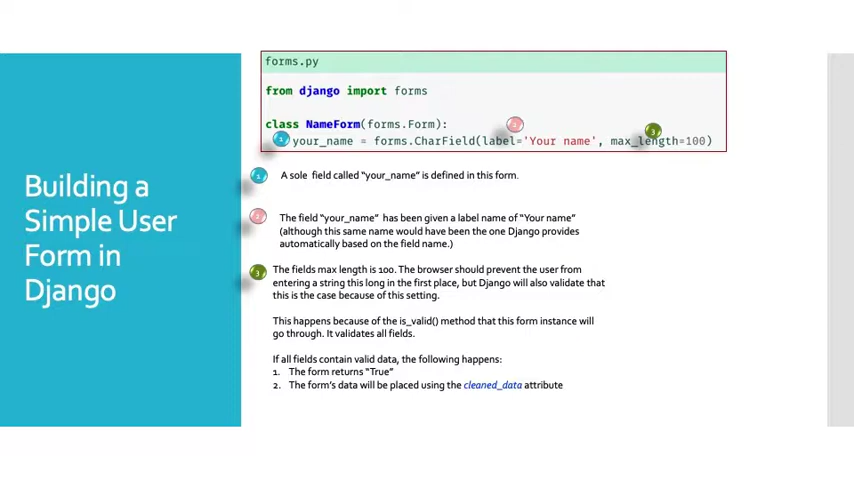 Building a
Simple User
Form in
Django
forms.py
from django import forms
class NameForm(forms.Form):
your_name = forms.CharField(label='Your name', max_length=100)
1
2
3
1 A sole field called "your_name" is defined in this form.
2 The field "your_name" has been given a label name of "Your name"
(although this same name would have been the one Django provides
automatically based on the field name.)
3 The fields max length is 100. The browser should prevent the user from
entering a string this long in the first place, but Django will also validate that
this is the case because of this setting.
This happens because of the is_valid() method that this form instance will
go through. It validates all fields.
If all fields contain valid data, the following happens:
1. The form returns "True"
2. The form's data will be placed using the cleaned_data attribute